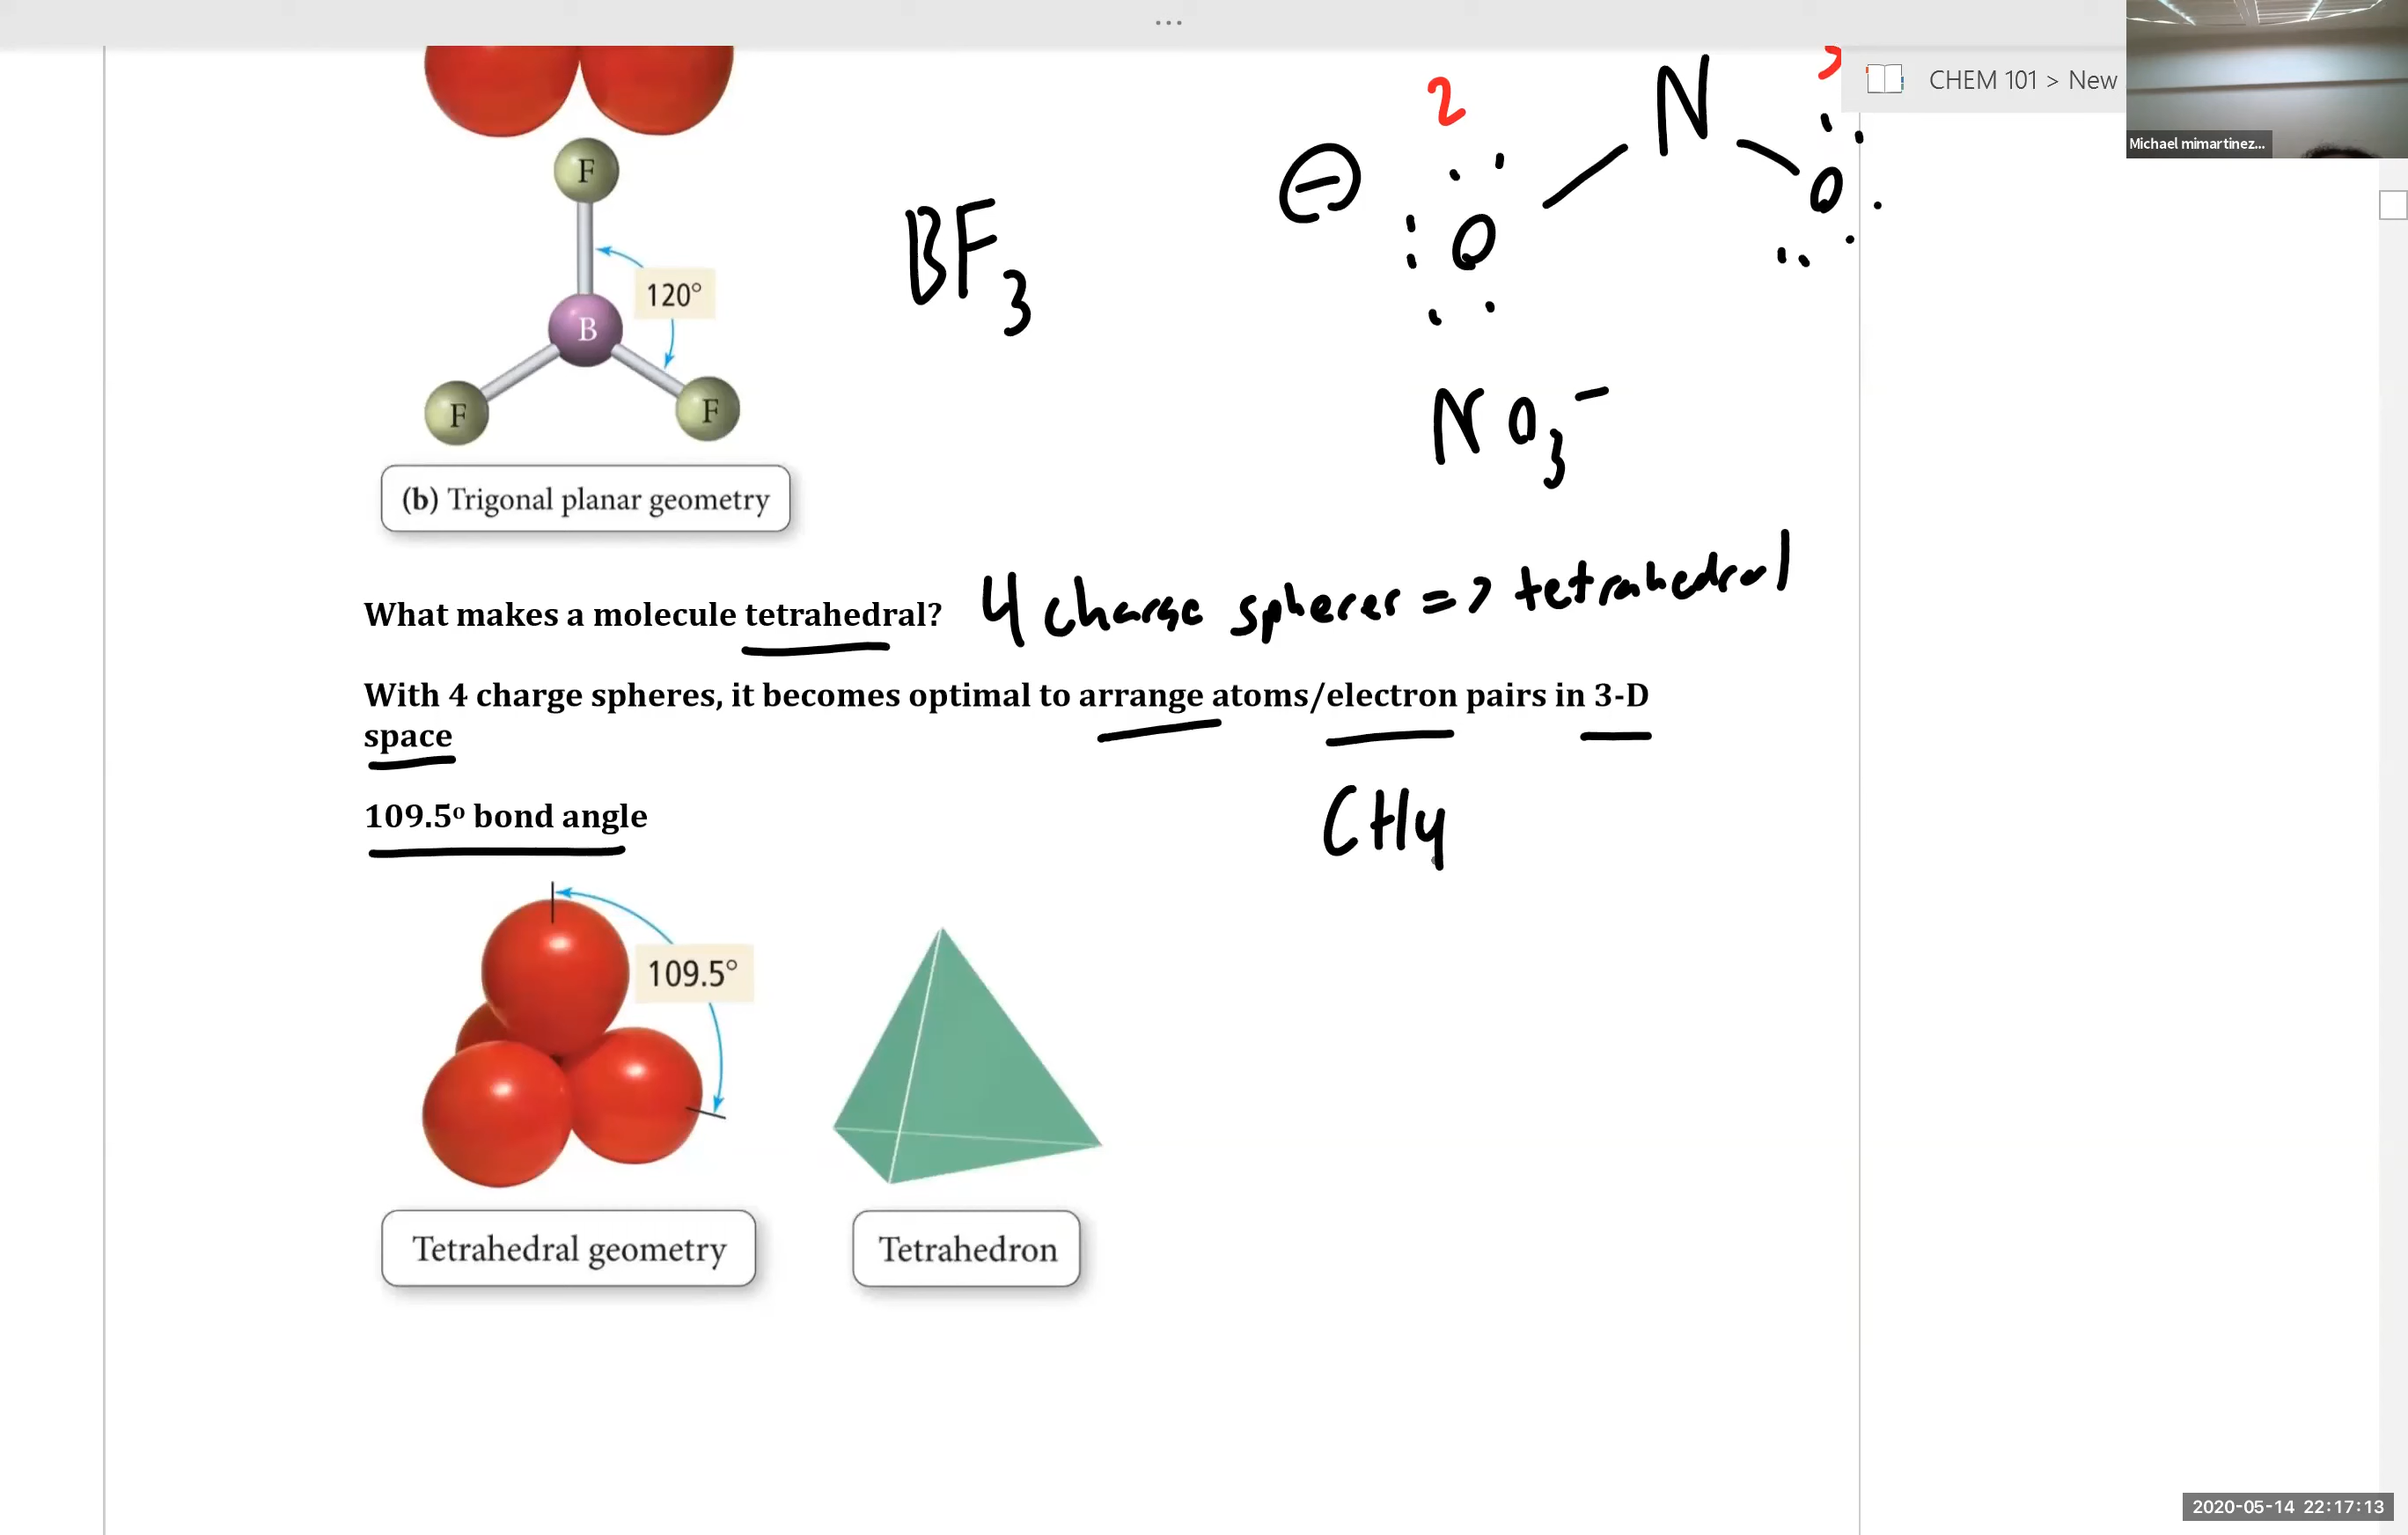 ...
CHEM 101 > New
Michael mimartinez...
2
N
F
⊖
O
O
BF3
120°
B
F
F
NO3-
(b) Trigonal planar geometry
What makes a molecule tetrahedral? 4 charge spheres => tetrahedral
With 4 charge spheres, it becomes optimal to arrange atoms/electron pairs in 3-D
space
109.5º bond angle
CH4
109.5°
Tetrahedral geometry
Tetrahedron
2020-05-14 22:17:13